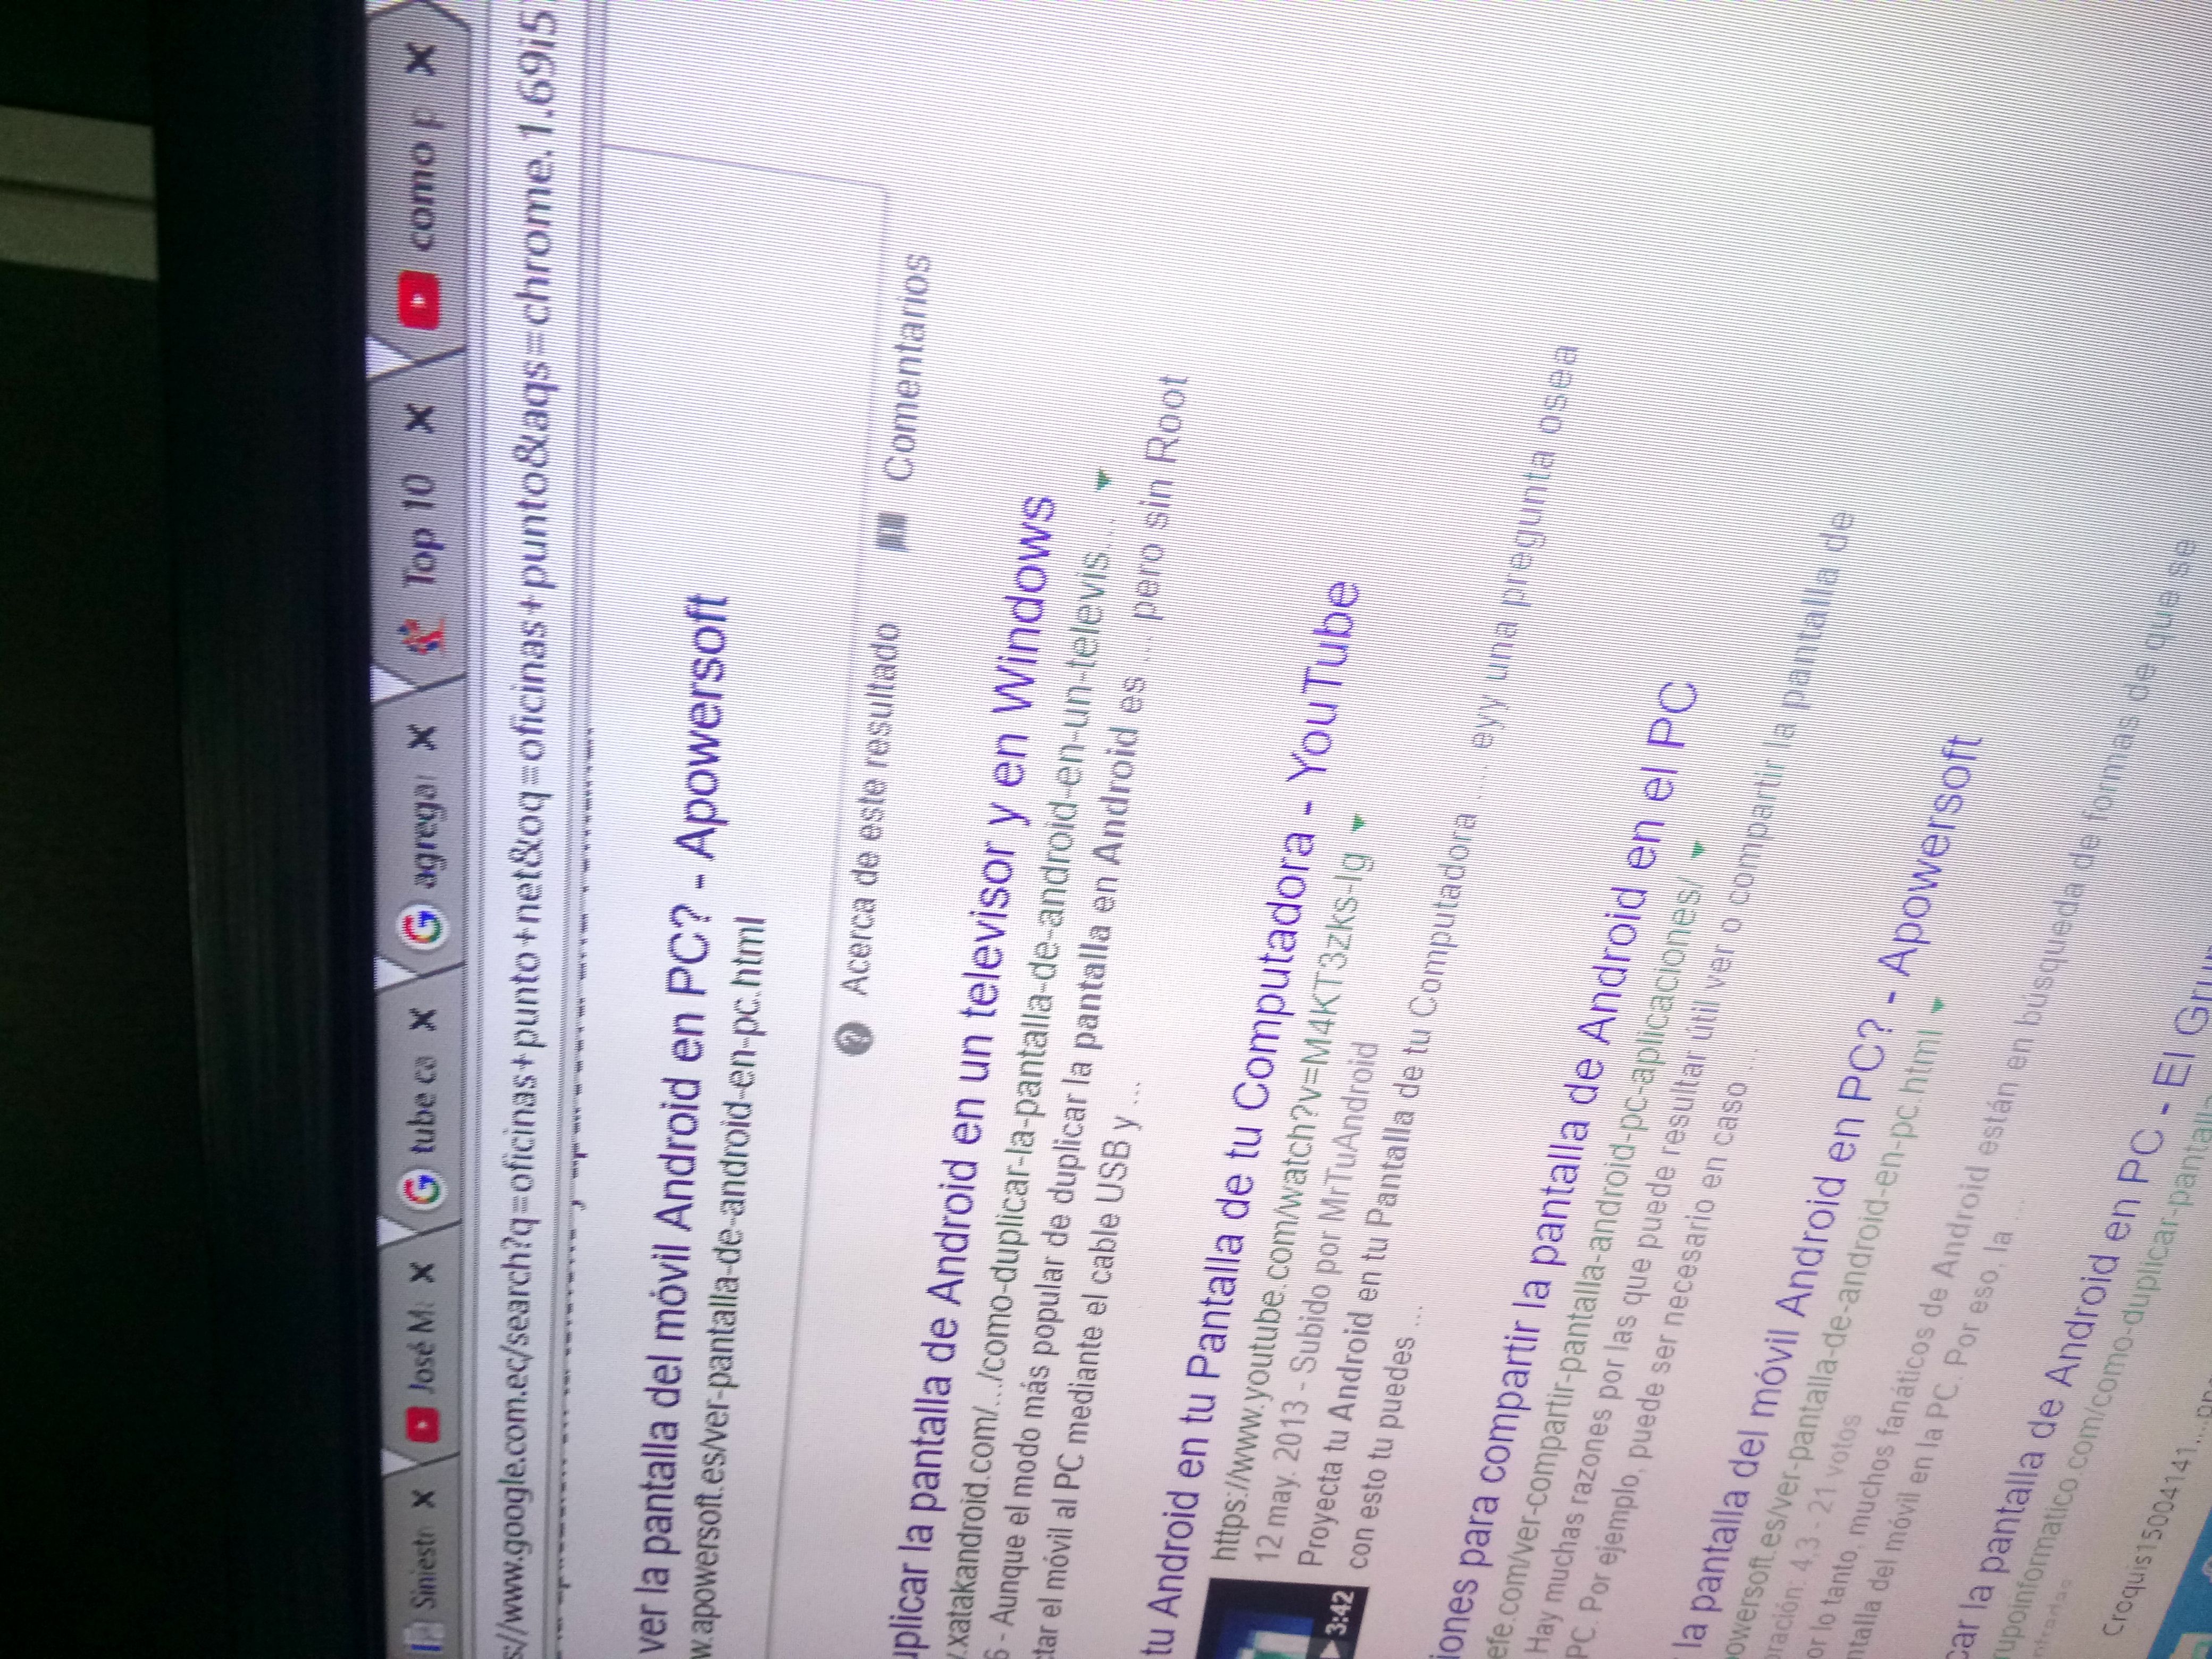 Siniestr
José Ma
tube ca
agregar
Top 10
como p
s://www.google.com.ec/search?q=oficinas+punto+net&oq=oficinas+punto&aqs=chrome.1.69i57
ver la pantalla del móvil Android en PC? - Apowersoft
w.apowersoft.es/ver-pantalla-de-android-en-pc.html
Acerca de este resultado
Comentarios
uplicar la pantalla de Android en un televisor y en Windows
.xatakandroid.com/.../como-duplicar-la-pantalla-de-android-en-un-televis...
6 - Aunque el modo más popular de duplicar la pantalla en Android es ... pero sin Root
ctar el móvil al PC mediante el cable USB y ...
tu Android en tu Pantalla de tu Computadora - YouTube
https://www.youtube.com/watch?v=M4KT3zks-lg
12 may. 2013 - Subido por MrTuAndroid
Proyecta tu Android en tu Pantalla de tu Computadora ..... eyy una pregunta osea
con esto tu puedes ...
3:42
iones para compartir la pantalla de Android en el PC
efe.com/ver-compartir-pantalla-android-pc-aplicaciones/
Hay muchas razones por las que puede resultar útil ver o compartir la pantalla de
PC. Por ejemplo, puede ser necesario en caso ...
la pantalla del móvil Android en PC? - Apowersoft
owersoft.es/ver-pantalla-de-android-en-pc.html
oración: 4,3 - 21 votos
or lo tanto, muchos fanáticos de Android están en búsqueda de formas de que se
ntalla del móvil en la PC. Por eso, la ...
car la pantalla de Android en PC - El Grup
rupoinformatico.com/como-duplicar-pantalla
Croquis15004141....png